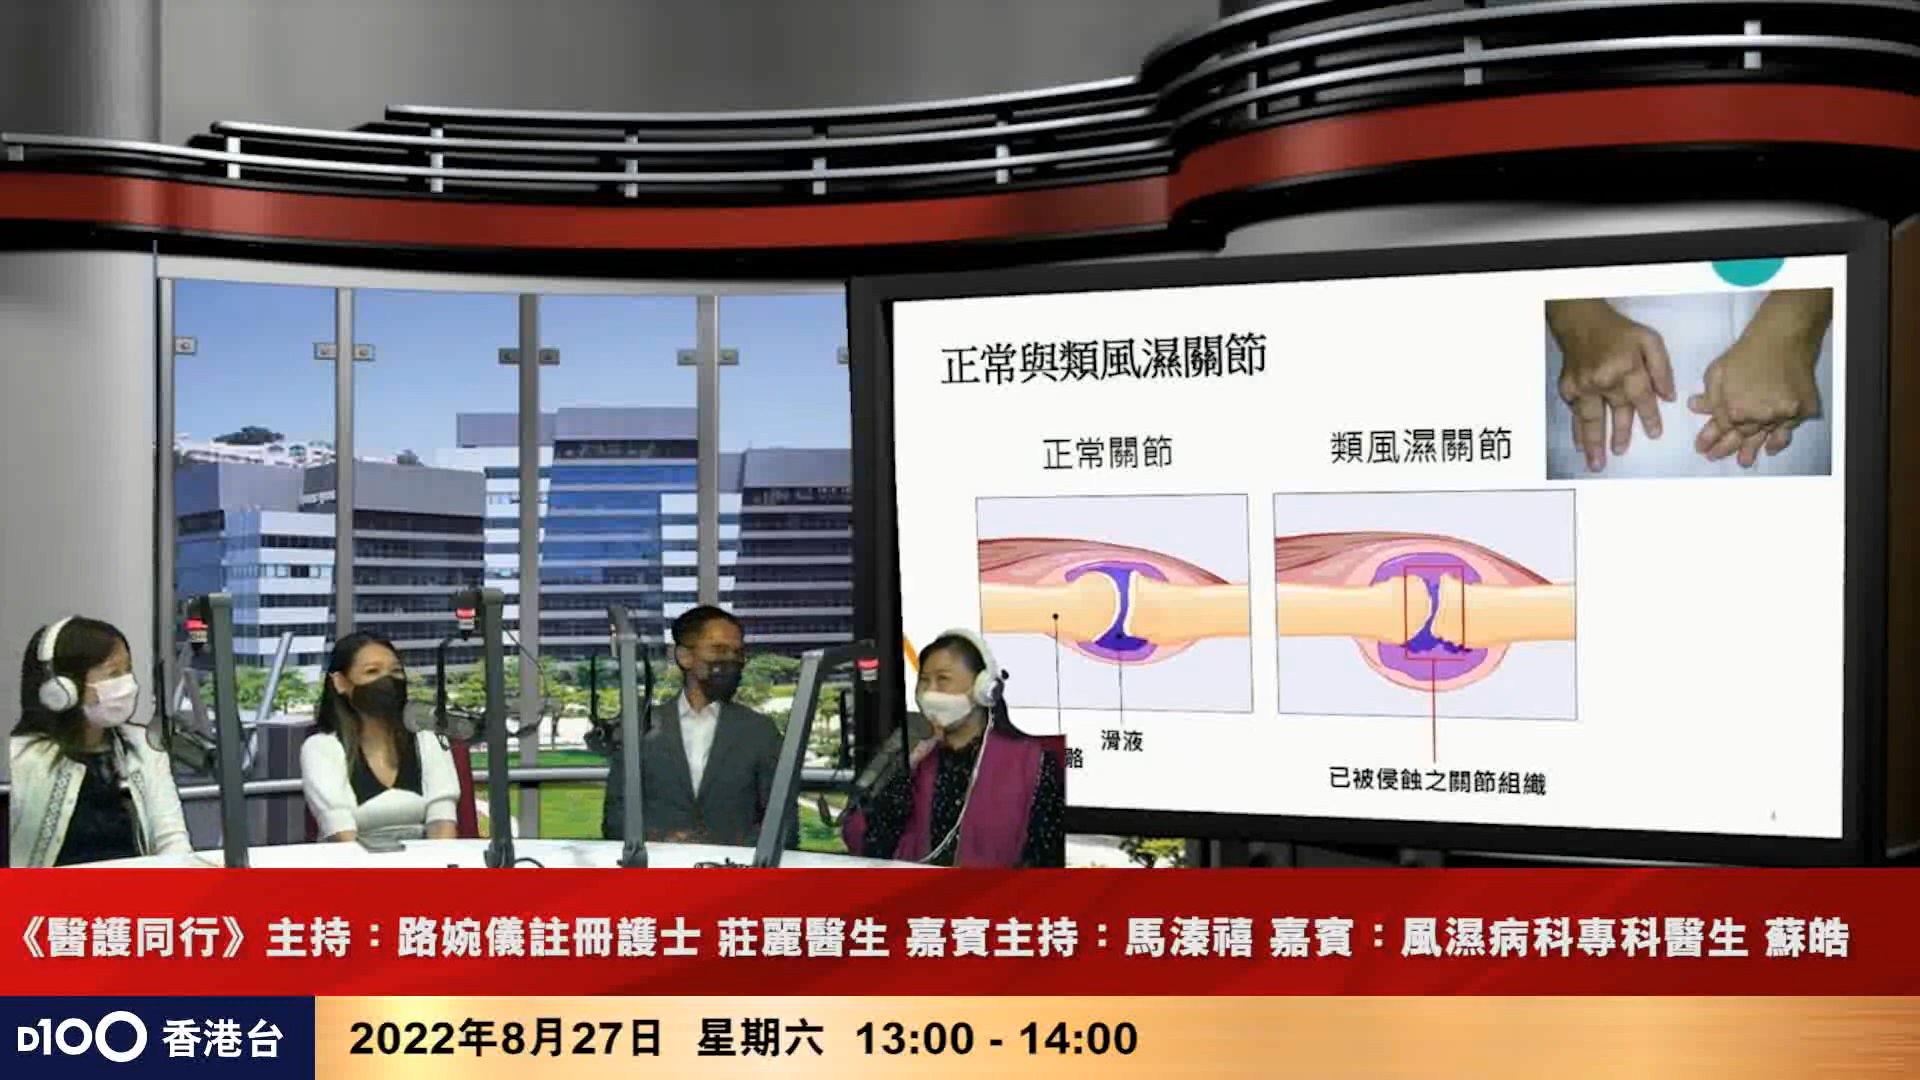 正常與類風濕關節
正常關節
類風濕關節
滑液
骼
已被侵蝕之關節組織
《醫護同行》主持：路婉儀註冊護士 莊麗醫生 嘉賓主持：馬溱禧 嘉賓：風濕病科專科醫生 蘇皓
D100 香港台
2022年8月27日 星期六 13:00 - 14:00